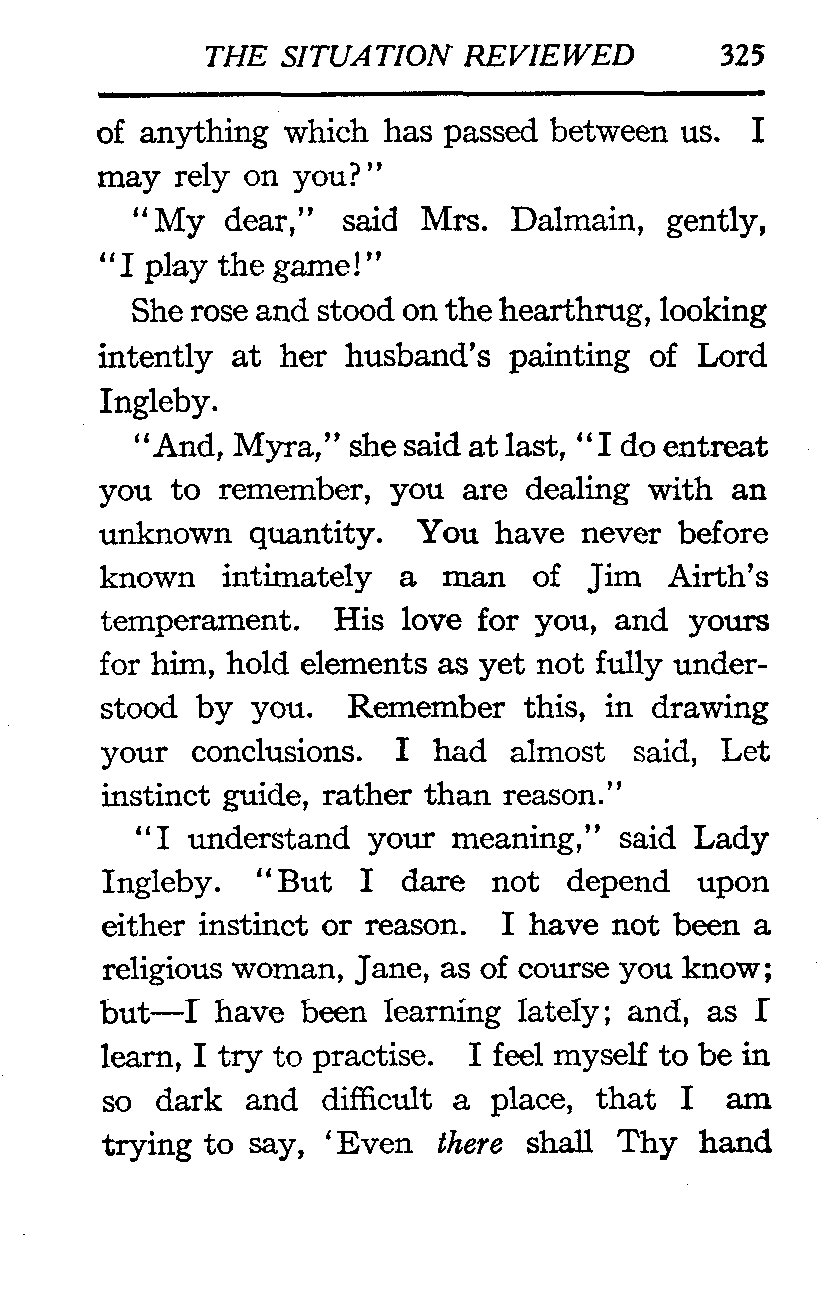 THE SITUATION REVIEWED 325
of anything which has passed between us. I
may rely on you?"
"My dear," said Mrs. Dalmain, gently,
"I play the game!"
She rose and stood on the hearthrug, looking
intently at her husband's painting of Lord
Ingleby.
"And, Myra," she said at last, "I do entreat
you to remember, you are dealing with an
unknown quantity. You have never before
known intimately a man of Jim Airth's
temperament. His love for you, and yours
for him, hold elements as yet not fully under-
stood by you. Remember this, in drawing
your conclusions. I had almost said, Let
instinct guide, rather than reason."
"I understand your meaning," said Lady
Ingleby. "But I dare not depend upon
either instinct or reason. I have not been a
religious woman, Jane, as of course you know;
but—I have been learning lately; and, as I
learn, I try to practise. I feel myself to be in
so dark and difficult a place, that I am
trying to say, 'Even there shall Thy hand